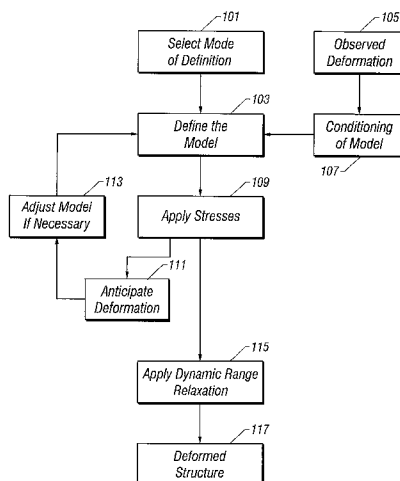 101
Select Mode
of Definition
105
Observed
Deformation
103
Define the
Model
Conditioning
of Model
107
113
Adjust Model
If Necessary
109
Apply Stresses
111
Anticipate
Deformation
115
Apply Dynamic Range
Relaxation
117
Deformed
Structure